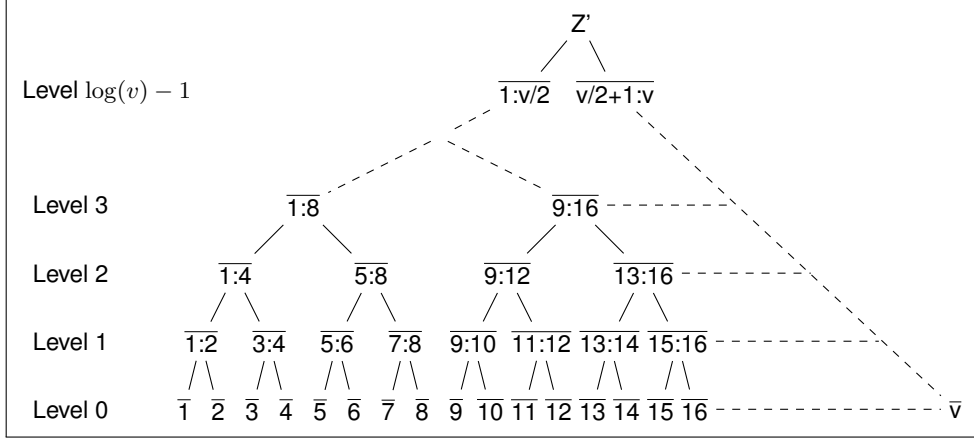 Z'
Level log(v) − 1 1:v/2 v/2+1:v
Level 3 1:8 9:16
Level 2 1:4 5:8 9:12 13:16
Level 1 1:2 3:4 5:6 7:8 9:10 11:12 13:14 15:16
Level 0 1 2 3 4 5 6 7 8 9 10 11 12 13 14 15 16 v